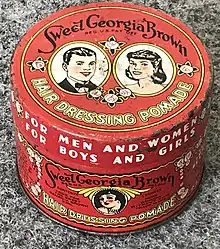 Sweet Georgia Brown
REG. U.S. PAT. OFF.
HAIR DRESSING POMADE
FOR MEN AND WOMEN
FOR BOYS AND GIRLS
Sweet Georgia Brown
HAIR DRESSING POMADE